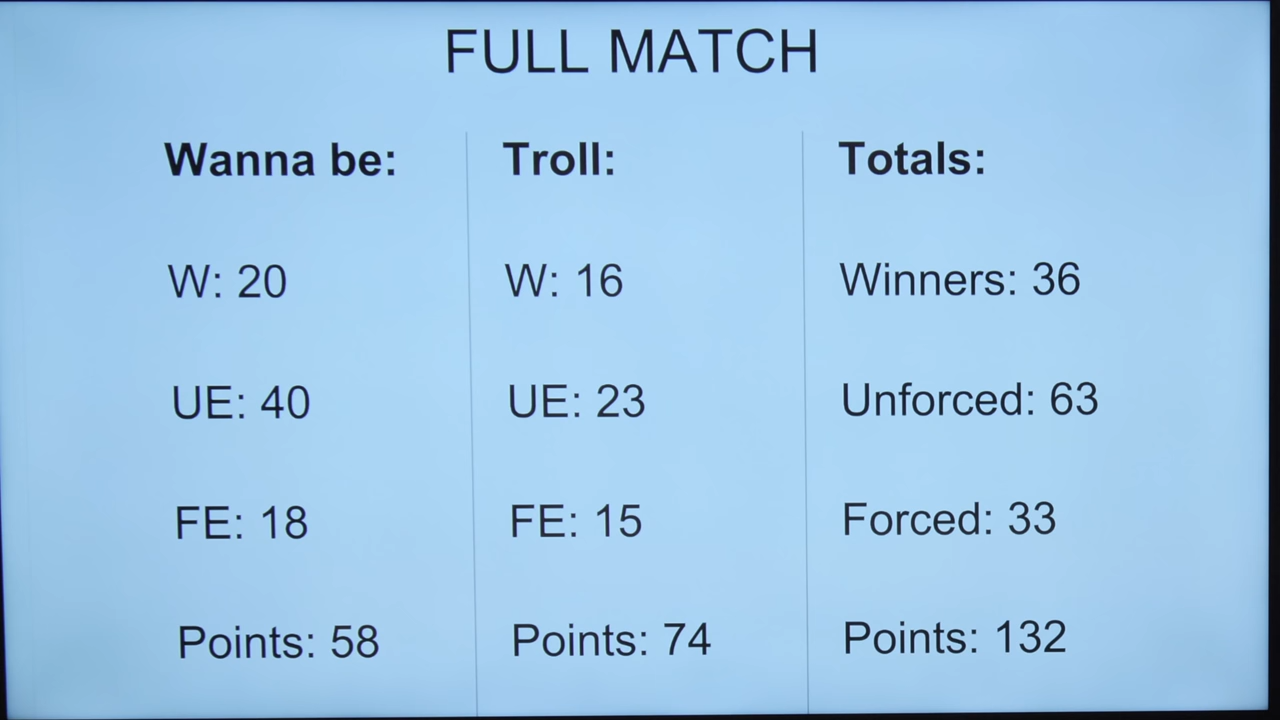 FULL MATCH
Wanna be:
W: 20
UE: 40
FE: 18
Points: 58
Troll:
W: 16
UE: 23
FE: 15
Points: 74
Totals:
Winners: 36
Unforced: 63
Forced: 33
Points: 132